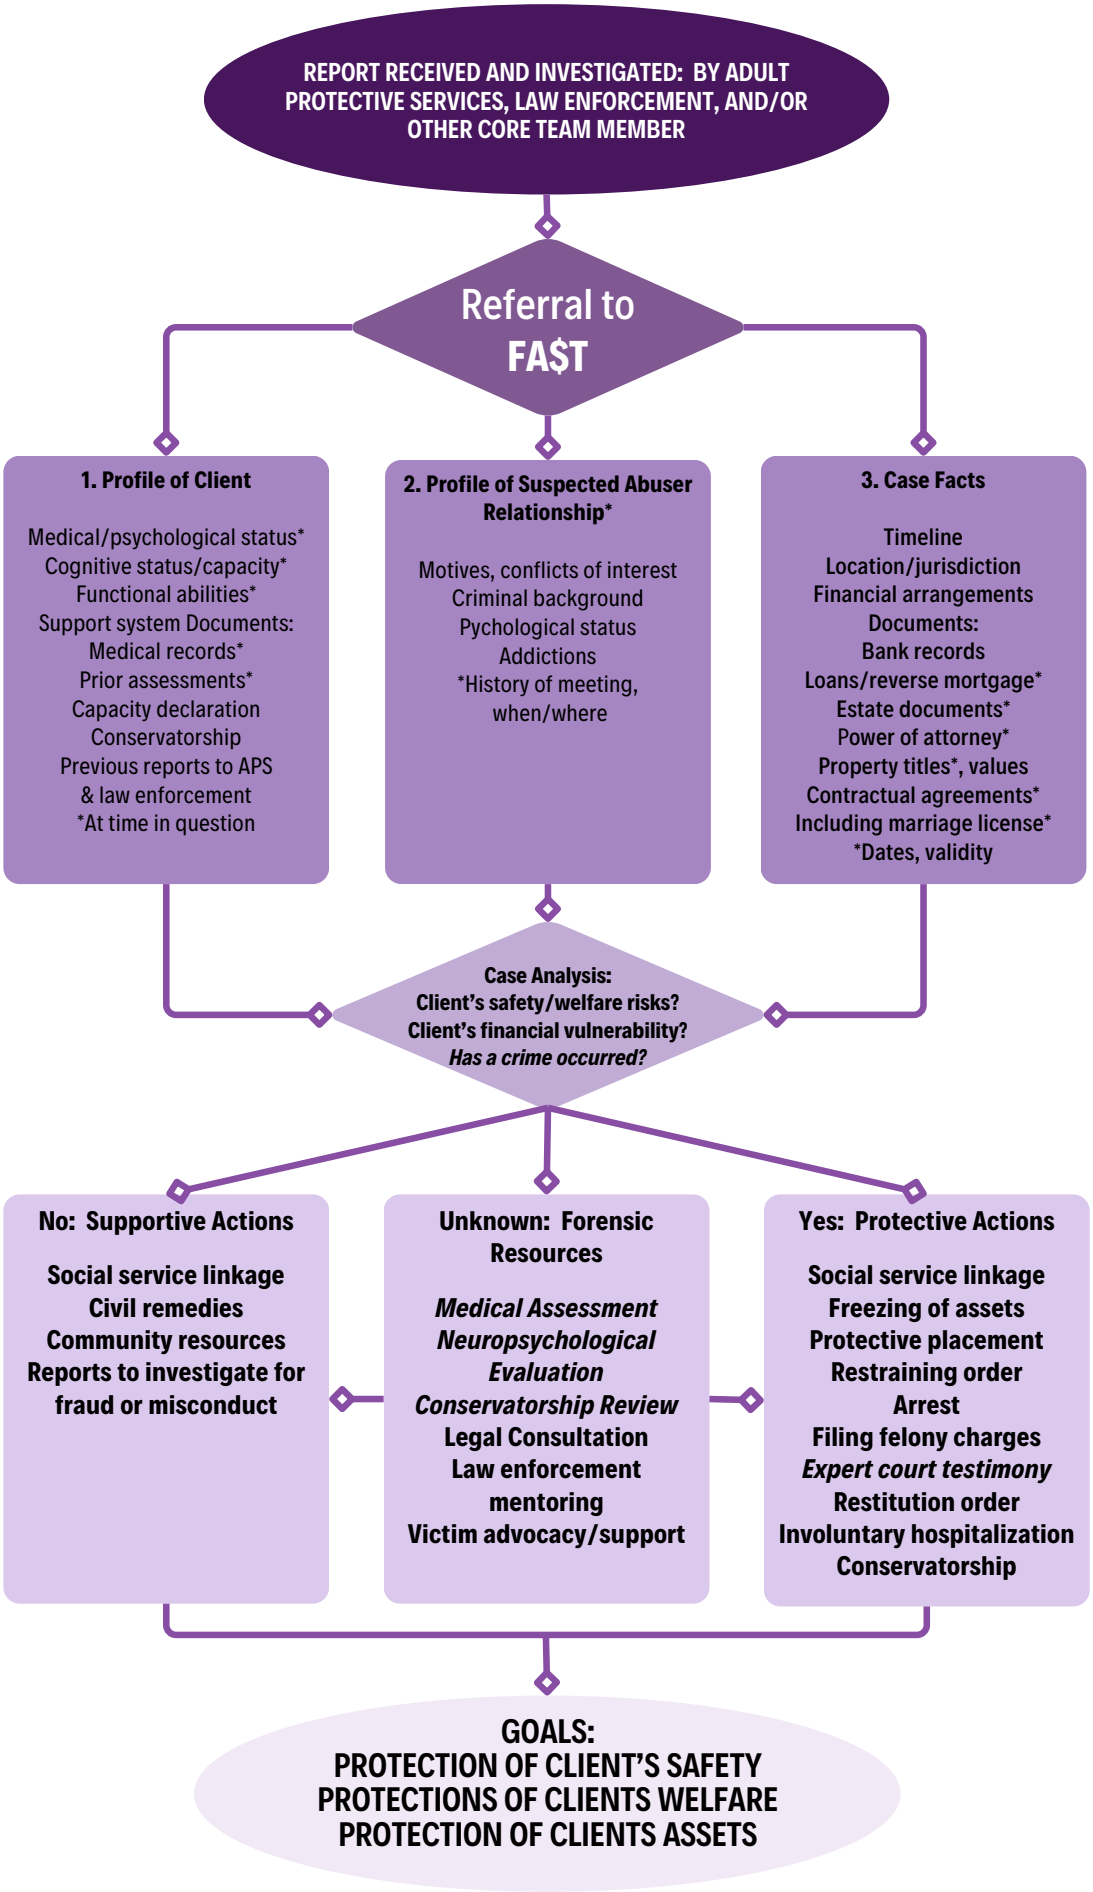 REPORT RECEIVED AND INVESTIGATED: BY ADULT
PROTECTIVE SERVICES, LAW ENFORCEMENT, AND/OR
OTHER CORE TEAM MEMBER
Referral to
FA$T
1. Profile of Client
Medical/psychological status*
Cognitive status/capacity*
Functional abilities*
Support system Documents:
Medical records*
Prior assessments*
Capacity declaration
Conservatorship
Previous reports to APS
& law enforcement
*At time in question
2. Profile of Suspected Abuser
Relationship*
Motives, conflicts of interest
Criminal background
Pychological status
Addictions
*History of meeting,
when/where
3. Case Facts
Timeline
Location/jurisdiction
Financial arrangements
Documents:
Bank records
Loans/reverse mortgage*
Estate documents*
Power of attorney*
Property titles*, values
Contractual agreements*
Including marriage license*
*Dates, validity
Case Analysis:
Client's safety/welfare risks?
Client's financial vulnerability?
Has a crime occurred?
No: Supportive Actions
Social service linkage
Civil remedies
Community resources
Reports to investigate for
fraud or misconduct
Unknown: Forensic
Resources
Medical Assessment
Neuropsychological
Evaluation
Conservatorship Review
Legal Consultation
Law enforcement
mentoring
Victim advocacy/support
Yes: Protective Actions
Social service linkage
Freezing of assets
Protective placement
Restraining order
Arrest
Filing felony charges
Expert court testimony
Restitution order
Involuntary hospitalization
Conservatorship
GOALS:
PROTECTION OF CLIENT'S SAFETY
PROTECTIONS OF CLIENTS WELFARE
PROTECTION OF CLIENTS ASSETS